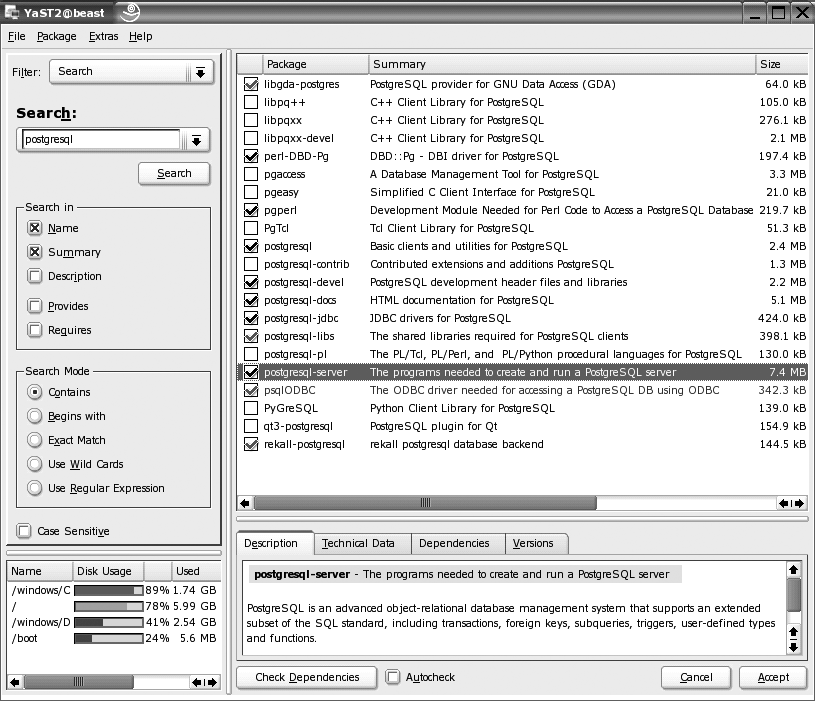 YaST2@beast
File Package Extras Help
Filter: Search
Search:
postgresql
Search
Search in
Name
Summary
Description
Provides
Requires
Search Mode
Contains
Begins with
Exact Match
Use Wild Cards
Use Regular Expression
Case Sensitive
Name Disk Usage Used
/windows/C 89% 1.74 GB
/ 78% 5.99 GB
/windows/D 41% 2.54 GB
/boot 24% 5.6 MB
Package Summary Size
libgda-postgres PostgreSQL provider for GNU Data Access (GDA) 64.0 kB
libpq++ C++ Client Library for PostgreSQL 105.0 kB
libpqxx C++ Client Library for PostgreSQL 276.1 kB
libpqxx-devel C++ Client Library for PostgreSQL 2.1 MB
perl-DBD-Pg DBD::Pg - DBI driver for PostgreSQL 197.4 kB
pgaccess A Database Management Tool for PostgreSQL 3.3 MB
pgeasy Simplified C Client Interface for PostgreSQL 21.0 kB
pgperl Development Module Needed for Perl Code to Access a PostgreSQL Database 219.7 kB
PgTcl Tcl Client Library for PostgreSQL 51.3 kB
postgresql Basic clients and utilities for PostgreSQL 2.4 MB
postgresql-contrib Contributed extensions and additions PostgreSQL 1.3 MB
postgresql-devel PostgreSQL development header files and libraries 2.2 MB
postgresql-docs HTML documentation for PostgreSQL 5.1 MB
postgresql-jdbc JDBC drivers for PostgreSQL 424.0 kB
postgresql-libs The shared libraries required for PostgreSQL clients 398.1 kB
postgresql-pl The PL/Tcl, PL/Perl, and PL/Python procedural languages for PostgreSQL 130.0 kB
postgresql-server The programs needed to create and run a PostgreSQL server 7.4 MB
psqlODBC The ODBC driver needed for accessing a PostgreSQL DB using ODBC 342.3 kB
PyGreSQL Python Client Library for PostgreSQL 139.0 kB
qt3-postgresql PostgreSQL plugin for Qt 154.9 kB
rekall-postgresql rekall postgresql database backend 144.5 kB
Description Technical Data Dependencies Versions
postgresql-server - The programs needed to create and run a PostgreSQL server
PostgreSQL is an advanced object-relational database management system that supports an extended
subset of the SQL standard, including transactions, foreign keys, subqueries, triggers, user-defined types
and functions.
Check Dependencies Autocheck Cancel Accept